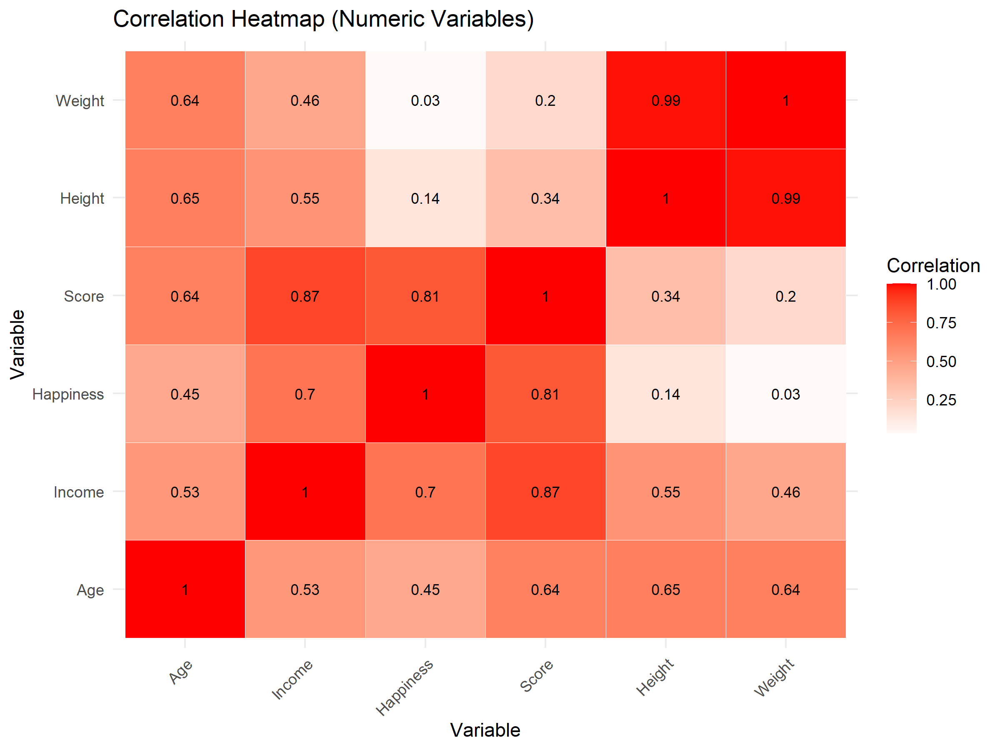 Correlation Heatmap (Numeric Variables)
Weight 0.64 0.46 0.03 0.2 0.99 1
Height 0.65 0.55 0.14 0.34 1 0.99
Score 0.64 0.87 0.81 1 0.34 0.2
Happiness 0.45 0.7 1 0.81 0.14 0.03
Income 0.53 1 0.7 0.87 0.55 0.46
Age 1 0.53 0.45 0.64 0.65 0.64
Variable
Age Income Happiness Score Height Weight
Variable
Correlation
1.00
0.75
0.50
0.25